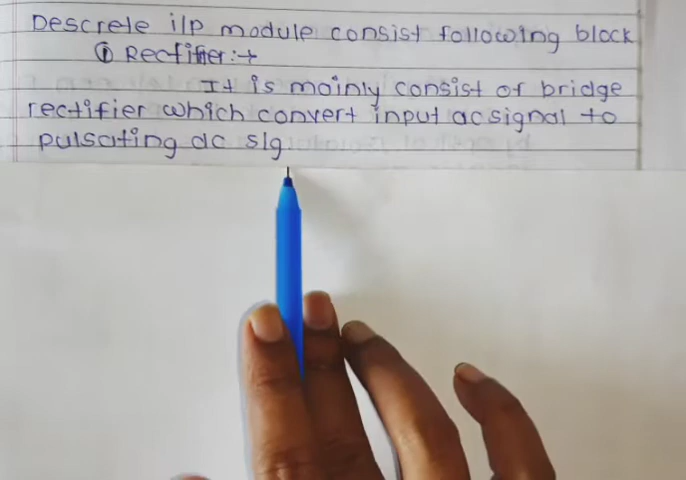 Descrete i/p module consist following block
① Rectifier:→
It is mainly consist of bridge
rectifier which convert input ac signal to
pulsating dc sig